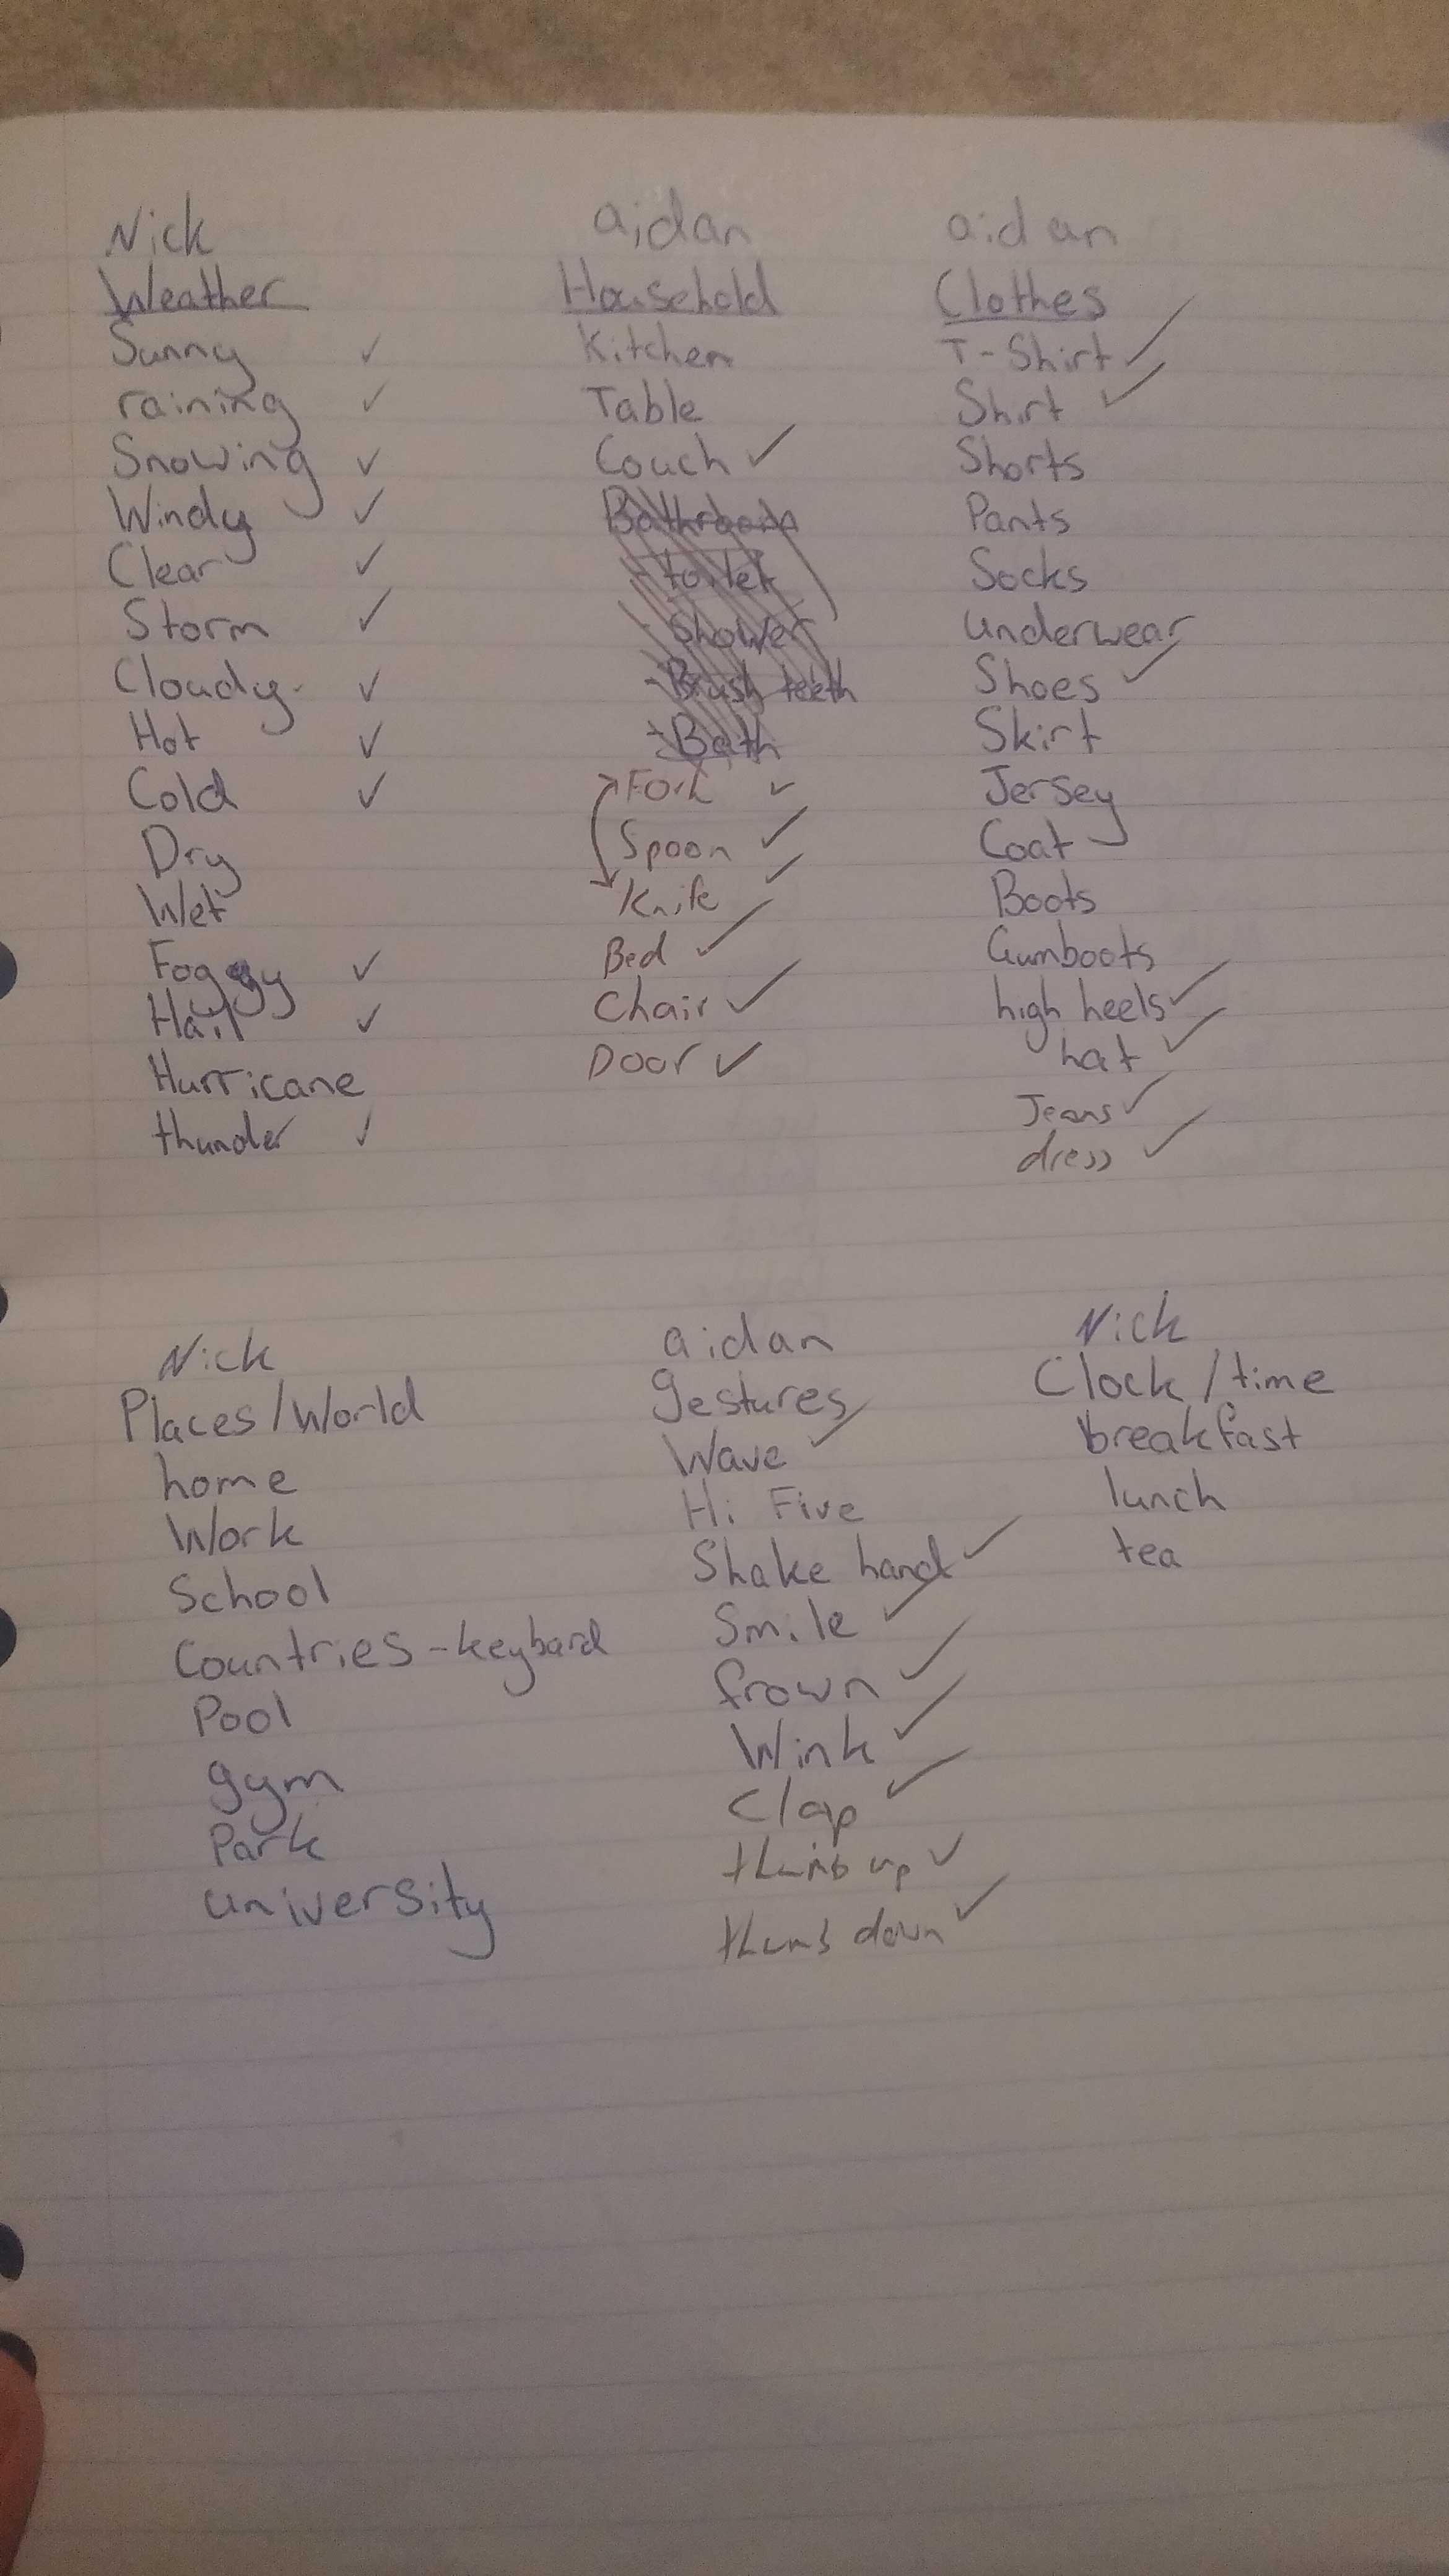 Nick
Weather
Sunny ✓
raining ✓
Snowing ✓
Windy ✓
Clear ✓
Storm ✓
Cloudy ✓
Hot ✓
Cold ✓
Dry
Wet
Foggy ✓
Hail ✓
Hurricane
thunder ✓
aidan
Household
Kitchen
Table
Couch ✓
Bathroom
- toilet
- Shower
- Brush teeth
- Bath
Fork ✓
Spoon ✓
Knife ✓
Bed ✓
Chair ✓
Door ✓
aidan
Clothes
T-Shirt ✓
Shirt ✓
Shorts
Pants
Socks
underwear
Shoes ✓
Skirt
Jersey
Coat
Boots
Gumboots
high heels ✓
hat ✓
Jeans ✓
dress ✓
Nick
Places/World
home
Work
School
Countries - keybard
Pool
gym
Park
university
aidan
gestures
Wave ✓
Hi Five
Shake hand ✓
Smile ✓
frown ✓
Wink ✓
Clap ✓
thumb up ✓
thumb down ✓
Nick
Clock/time
breakfast
lunch
tea